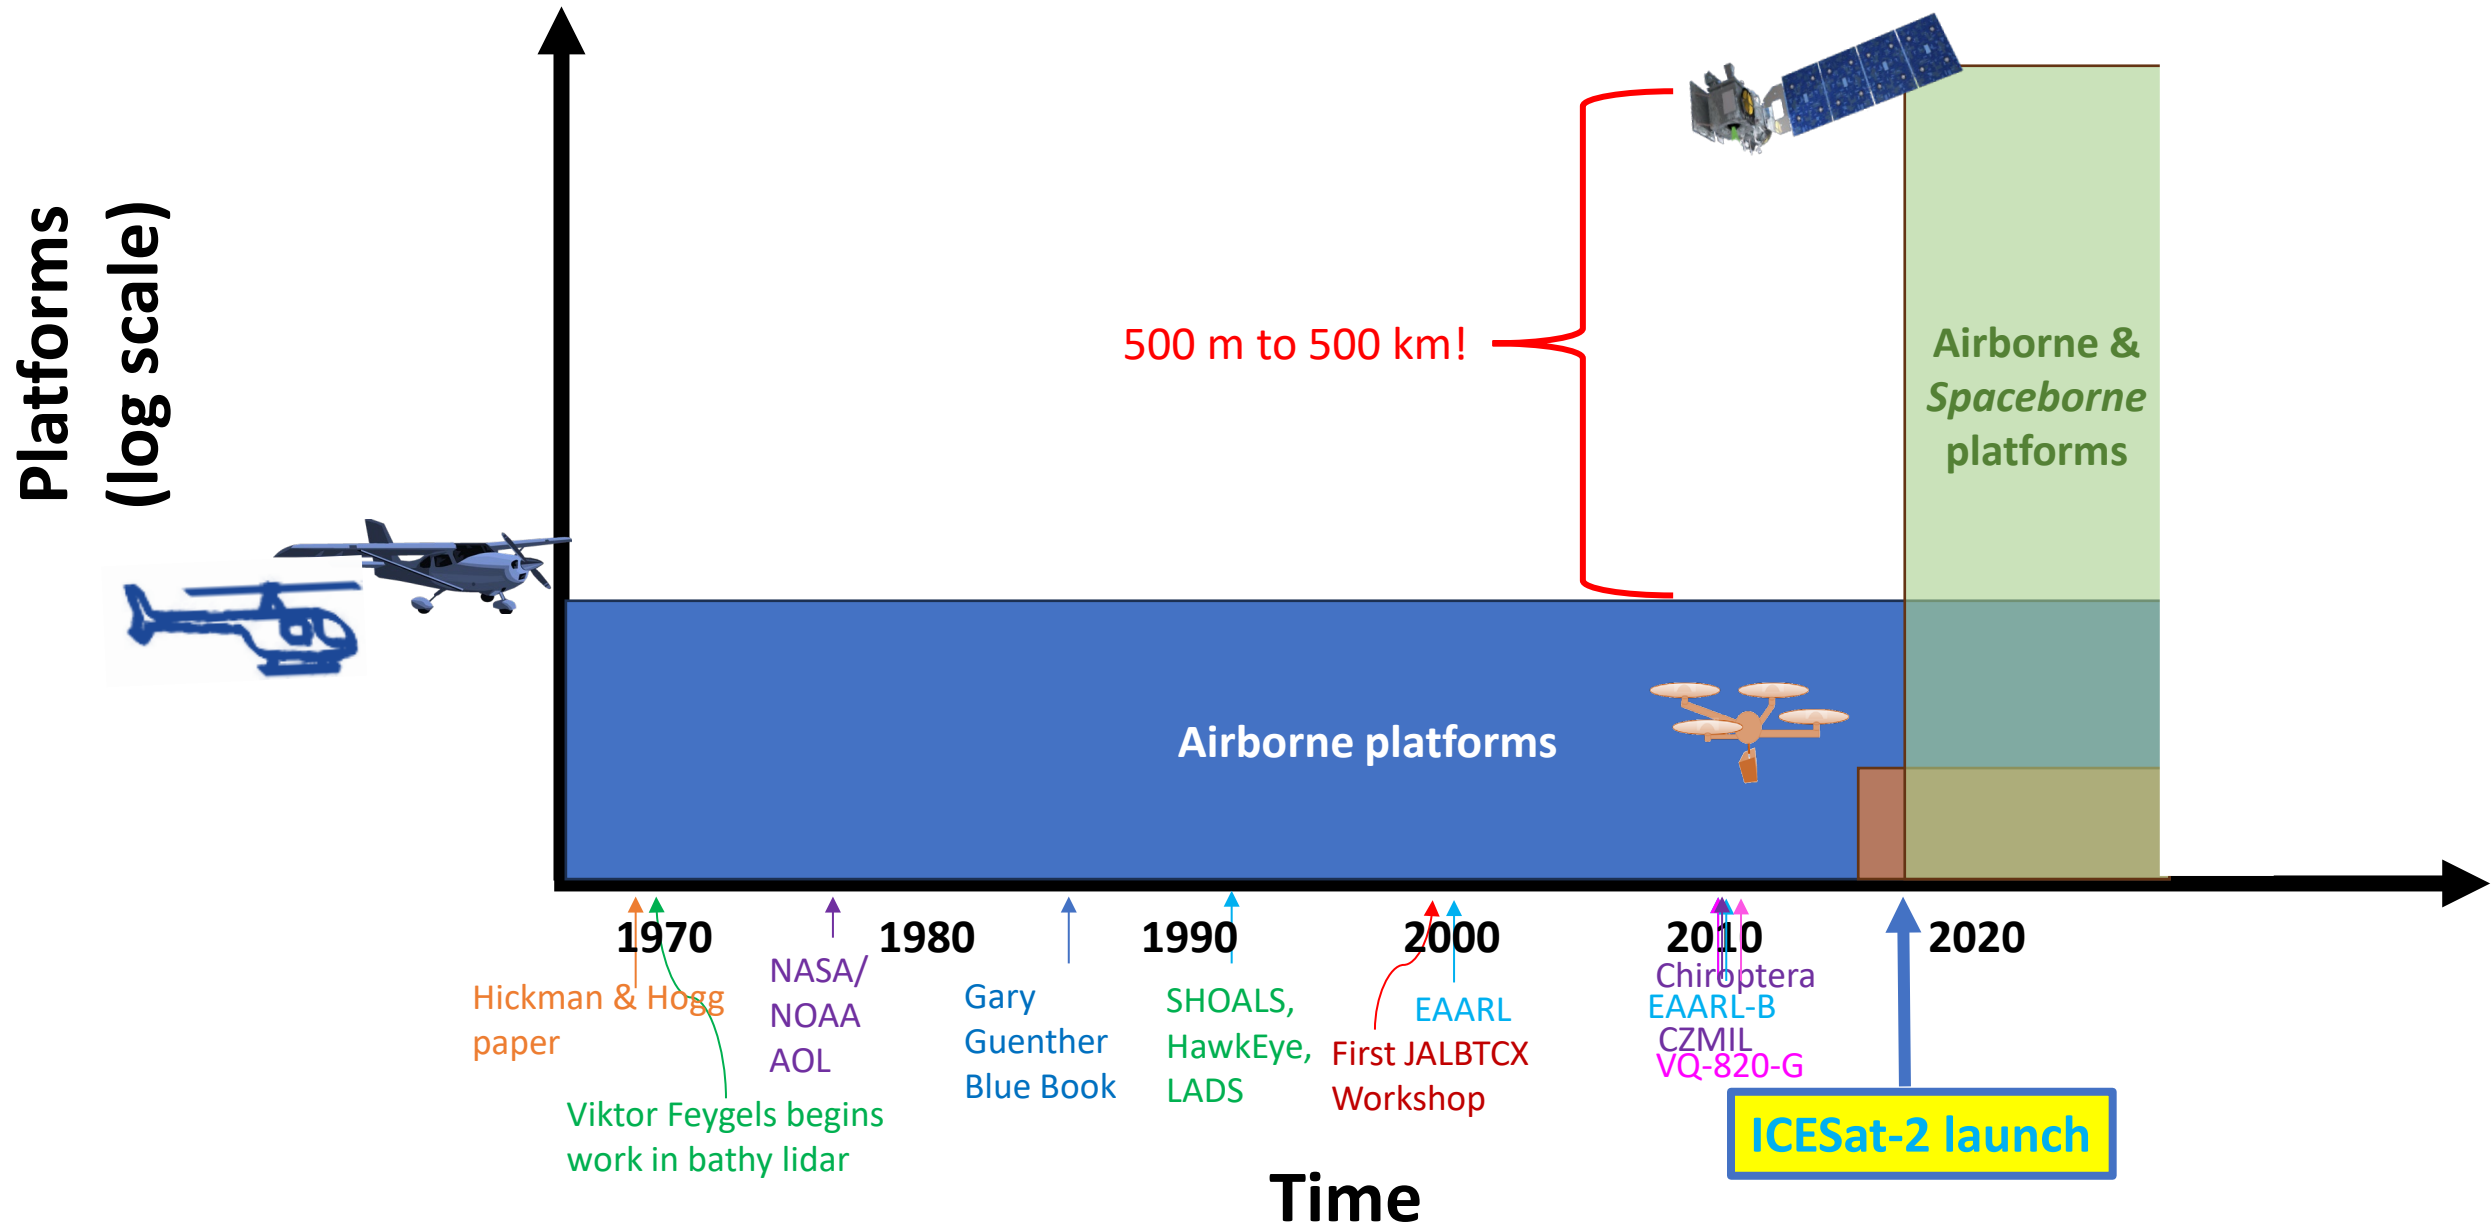 Platforms
(log scale)
500 m to 500 km!
Airborne &
Spaceborne
platforms
Airborne platforms
1970
1980
1990
2000
2010
2020
Hickman & Hogg
paper
Viktor Feygels begins
work in bathy lidar
NASA/
NOAA
AOL
Gary
Guenther
Blue Book
SHOALS,
HawkEye,
LADS
EAARL
First JALBTCX
Workshop
Chiroptera
EAARL-B
CZMIL
VQ-820-G
ICESat-2 launch
Time